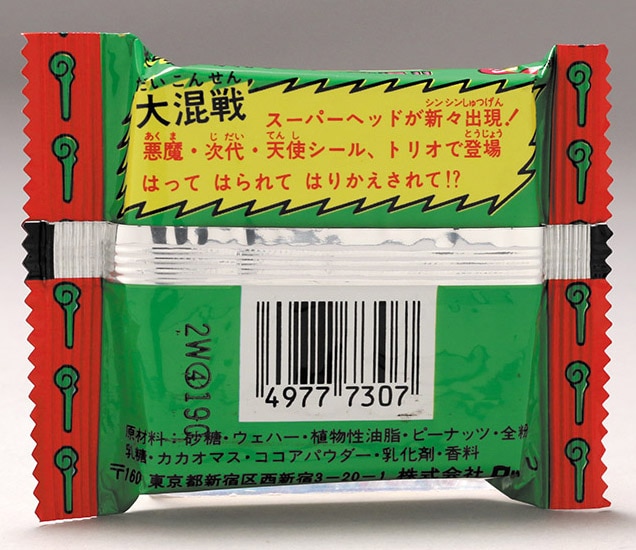 だいこんせん
大混戦
シンシンしゅつげん
スーパーヘッドが新々出現!
あくま じだい てんし とうじょう
悪魔・次代・天使シール、トリオで登場
はって はられて はりかえされて!?
2W④19C
4977 7307
原材料:砂糖・ウェハー・植物性油脂・ピーナッツ・全粉
乳糖・カカオマス・ココアパウダー・乳化剤・香料
〒160 東京都新宿区西新宿3-20-1 株式会社 ロッ